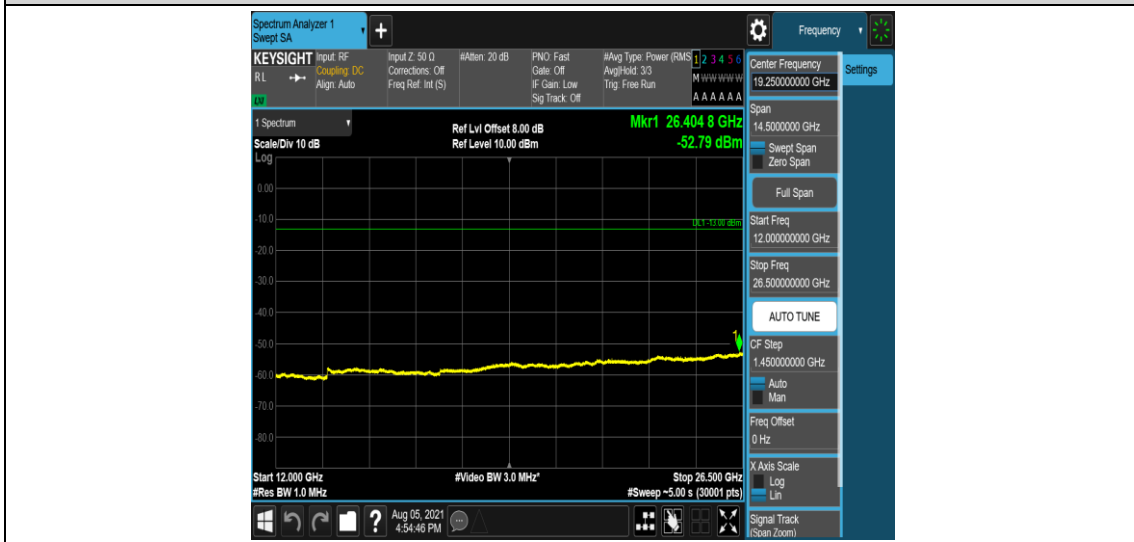 Spectrum Analyzer 1
Swept SA
+
Frequency
KEYSIGHT
RL
Input: RF
Coupling: DC
Align: Auto
Input Z: 50 Ω
Corrections: Off
Freq Ref: Int (S)
#Atten: 20 dB
PNO: Fast
Gate: Off
IF Gain: Low
Sig Track: Off
#Avg Type: Power (RMS
Avg|Hold: 3/3
Trig: Free Run
1 2 3 4 5 6
M W W W W W
A A A A A A
1 Spectrum
Scale/Div 10 dB
Log
Ref Lvl Offset 8.00 dB
Ref Level 10.00 dBm
Mkr1 26.404 8 GHz
-52.79 dBm
0.00
-10.0
DL1 -13.00 dBm
-20.0
-30.0
-40.0
1
-50.0
-60.0
-70.0
-80.0
Start 12.000 GHz
#Res BW 1.0 MHz
#Video BW 3.0 MHz*
Stop 26.500 GHz
#Sweep ~5.00 s (30001 pts)
Center Frequency
19.250000000 GHz
Settings
Span
14.5000000 GHz
Swept Span
Zero Span
Full Span
Start Freq
12.000000000 GHz
Stop Freq
26.500000000 GHz
AUTO TUNE
CF Step
1.450000000 GHz
Auto
Man
Freq Offset
0 Hz
X Axis Scale
Log
Lin
Signal Track
(Span Zoom)
?
Aug 05, 2021
4:54:46 PM